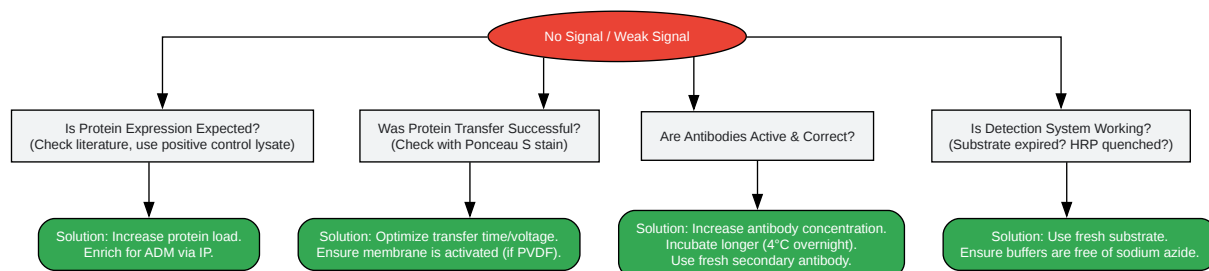 No Signal / Weak Signal
Is Protein Expression Expected?
(Check literature, use positive control lysate)
Was Protein Transfer Successful?
(Check with Ponceau S stain)
Are Antibodies Active & Correct?
Is Detection System Working?
(Substrate expired? HRP quenched?)
Solution: Increase protein load.
Enrich for ADM via IP.
Solution: Optimize transfer time/voltage.
Ensure membrane is activated (if PVDF).
Solution: Increase antibody concentration.
Incubate longer (4°C overnight).
Use fresh secondary antibody.
Solution: Use fresh substrate.
Ensure buffers are free of sodium azide.